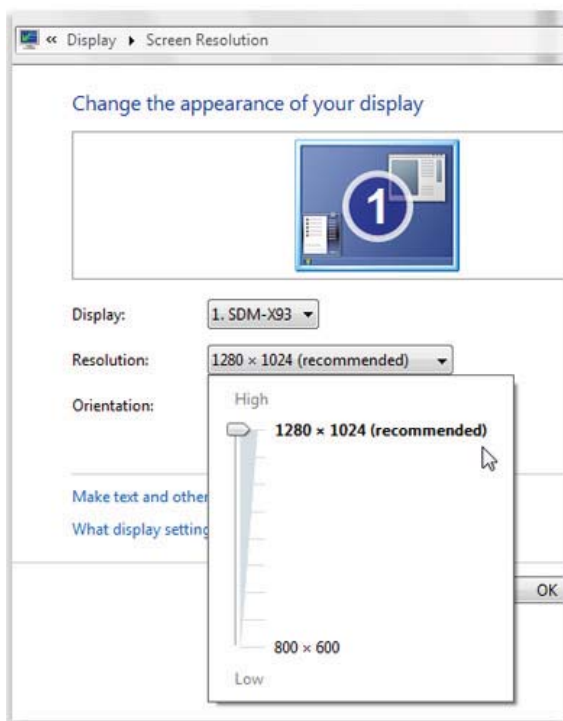 « Display ▸ Screen Resolution
Change the appearance of your display
1
Display: 1. SDM-X93
Resolution: 1280 × 1024 (recommended)
Orientation:
High
1280 × 1024 (recommended)
Make text and other
What display setting
OK
800 × 600
Low